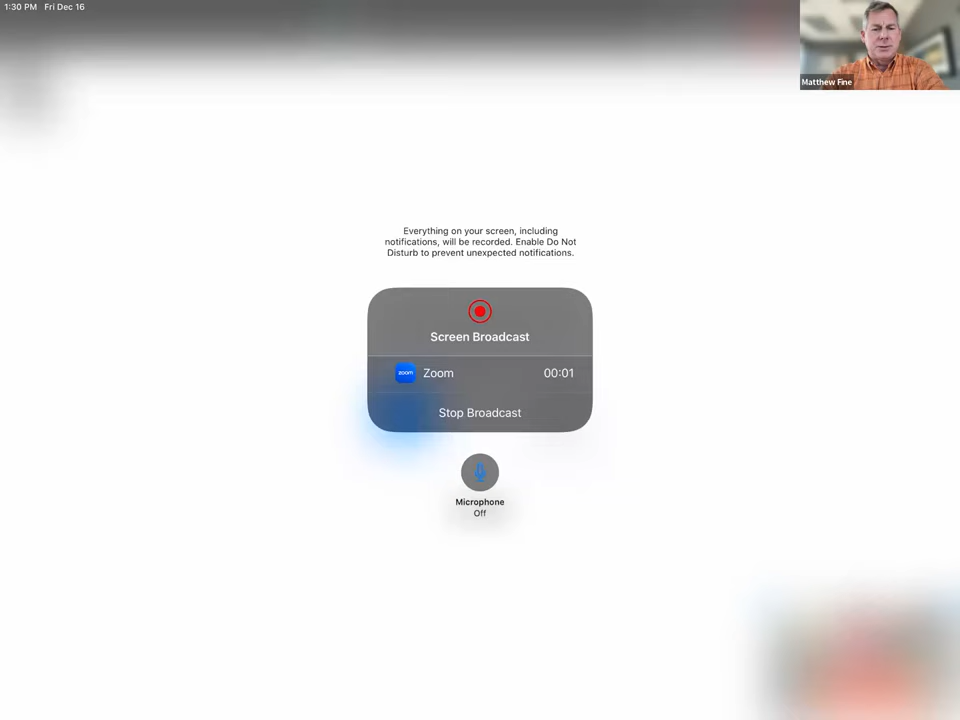 1:30 PM Fri Dec 16
Matthew Fine
Everything on your screen, including
notifications, will be recorded. Enable Do Not
Disturb to prevent unexpected notifications.
Screen Broadcast
zoom Zoom 00:01
Stop Broadcast
Microphone
Off